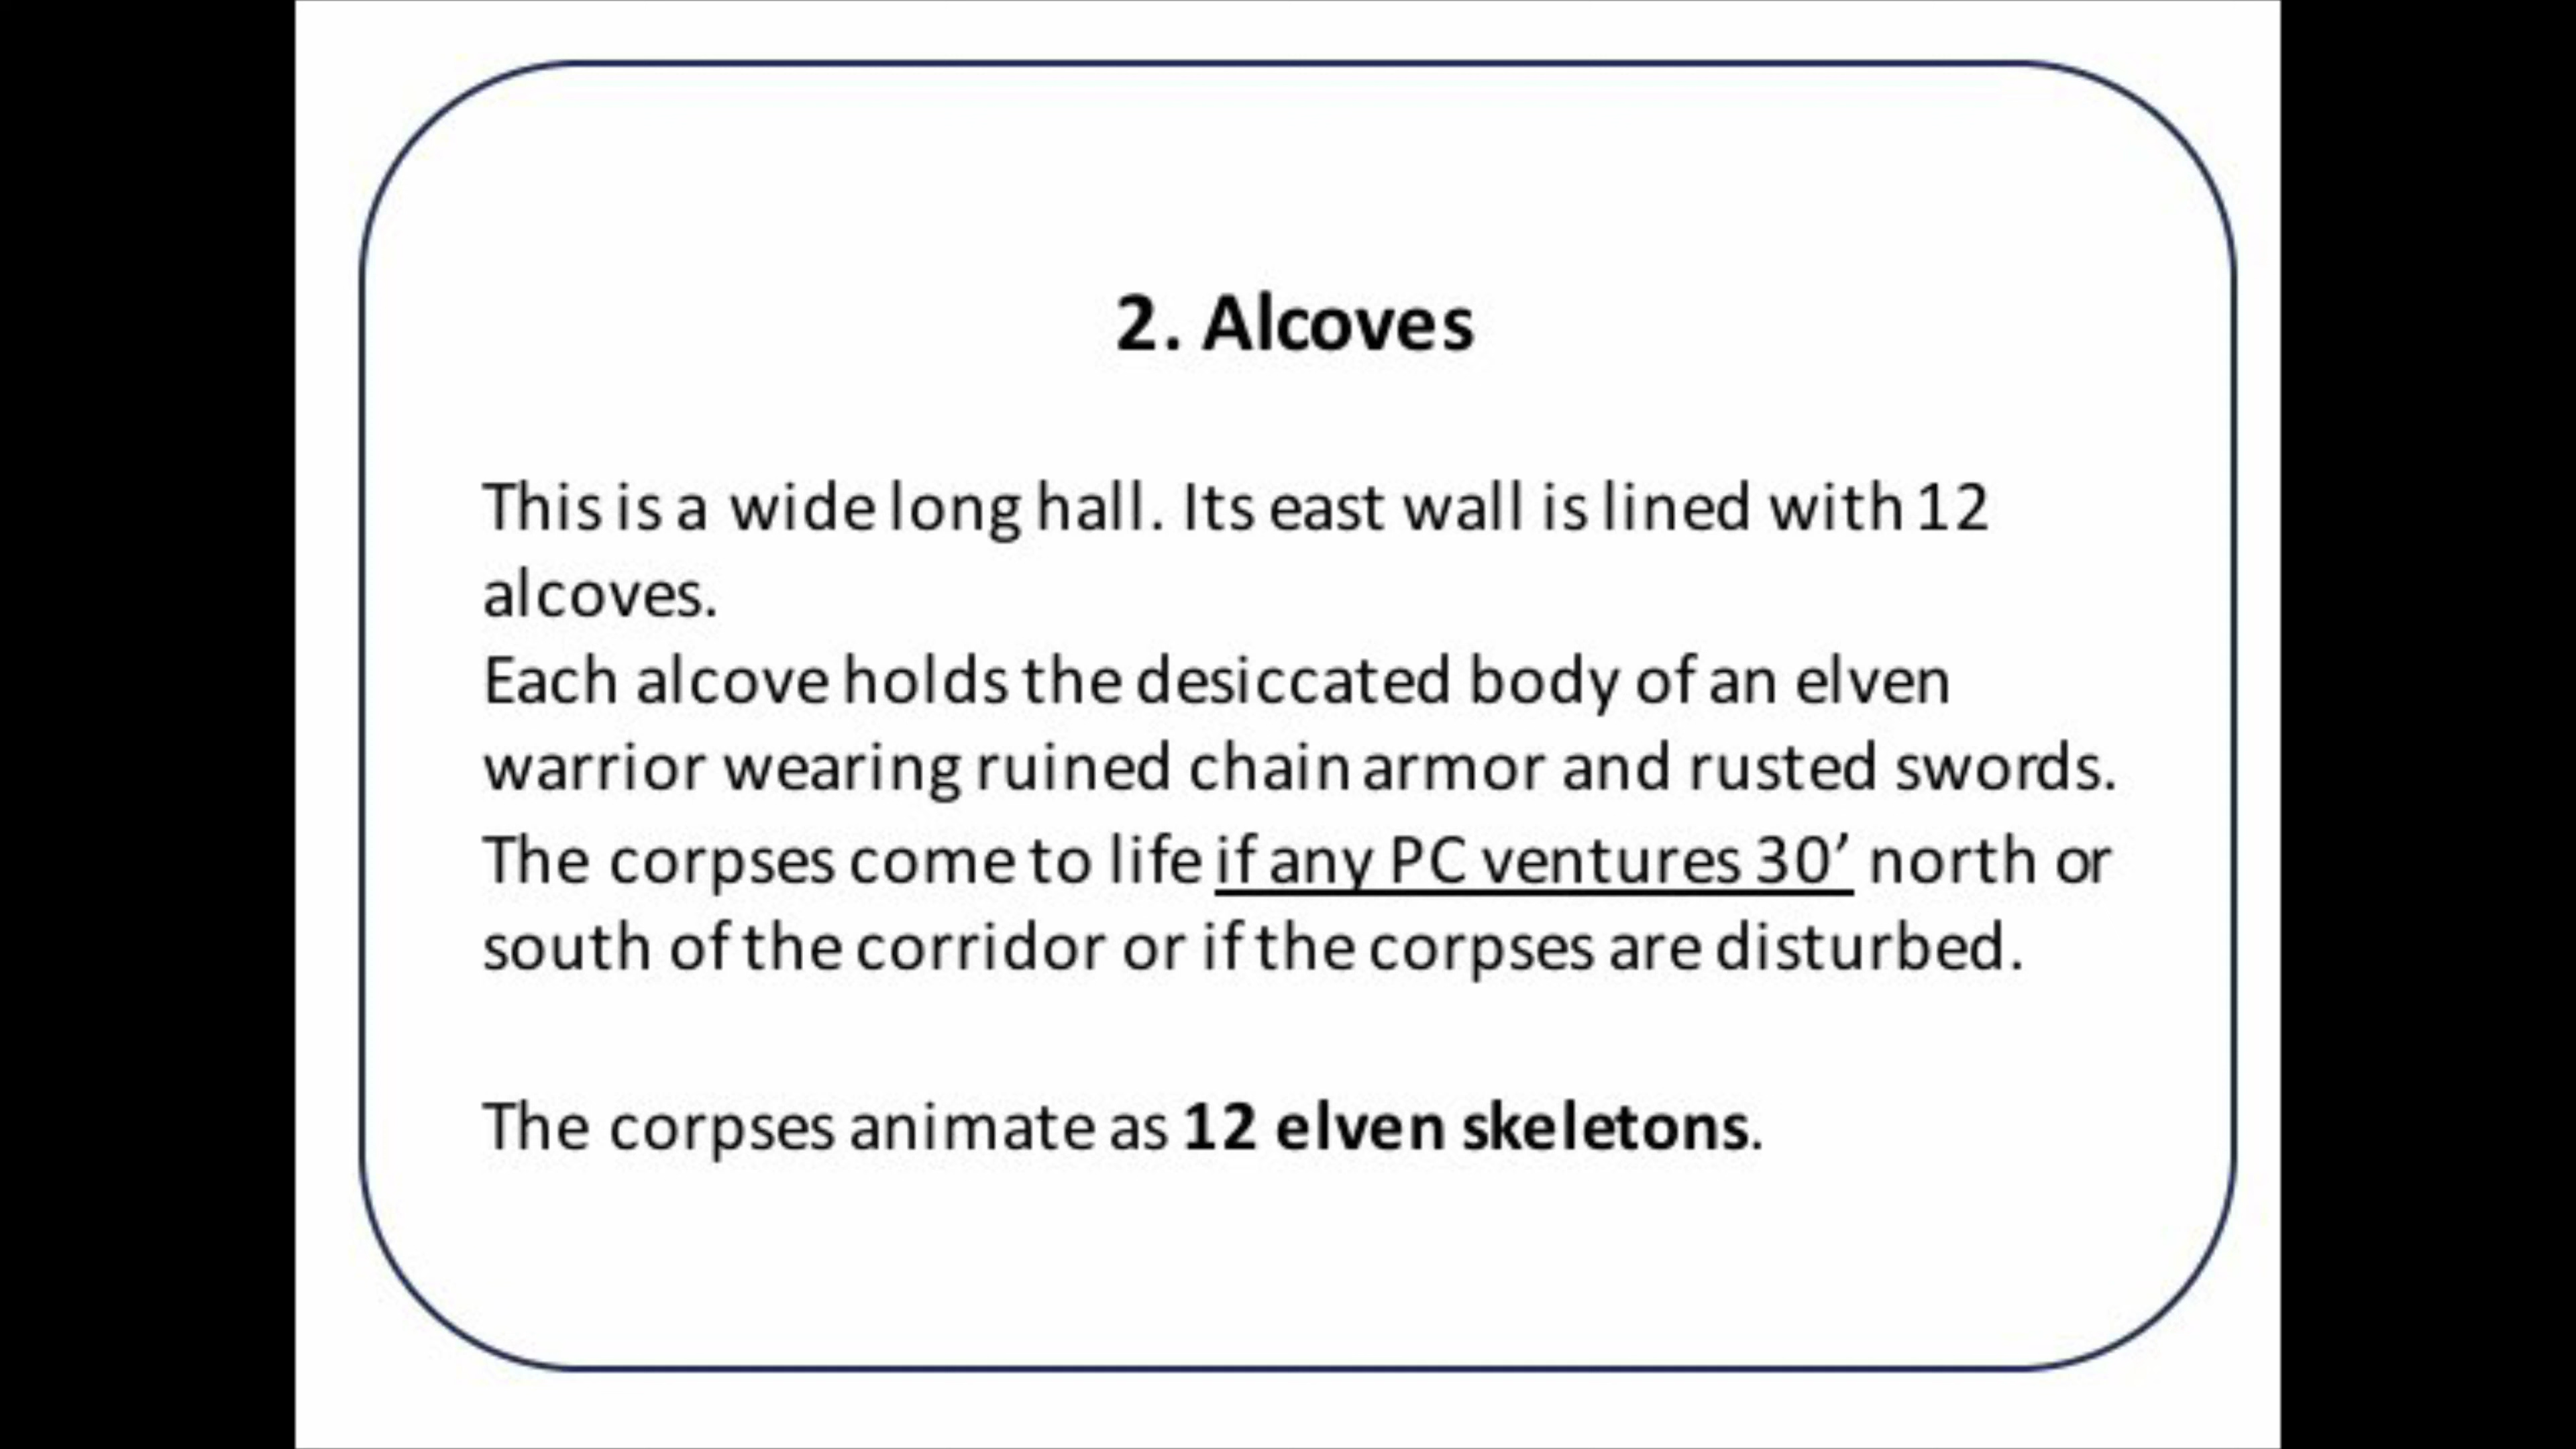 2. Alcoves
This is a wide long hall. Its east wall is lined with 12
alcoves.
Each alcove holds the desiccated body of an elven
warrior wearing ruined chain armor and rusted swords.
The corpses come to life if any PC ventures 30’ north or
south of the corridor or if the corpses are disturbed.
The corpses animate as 12 elven skeletons.